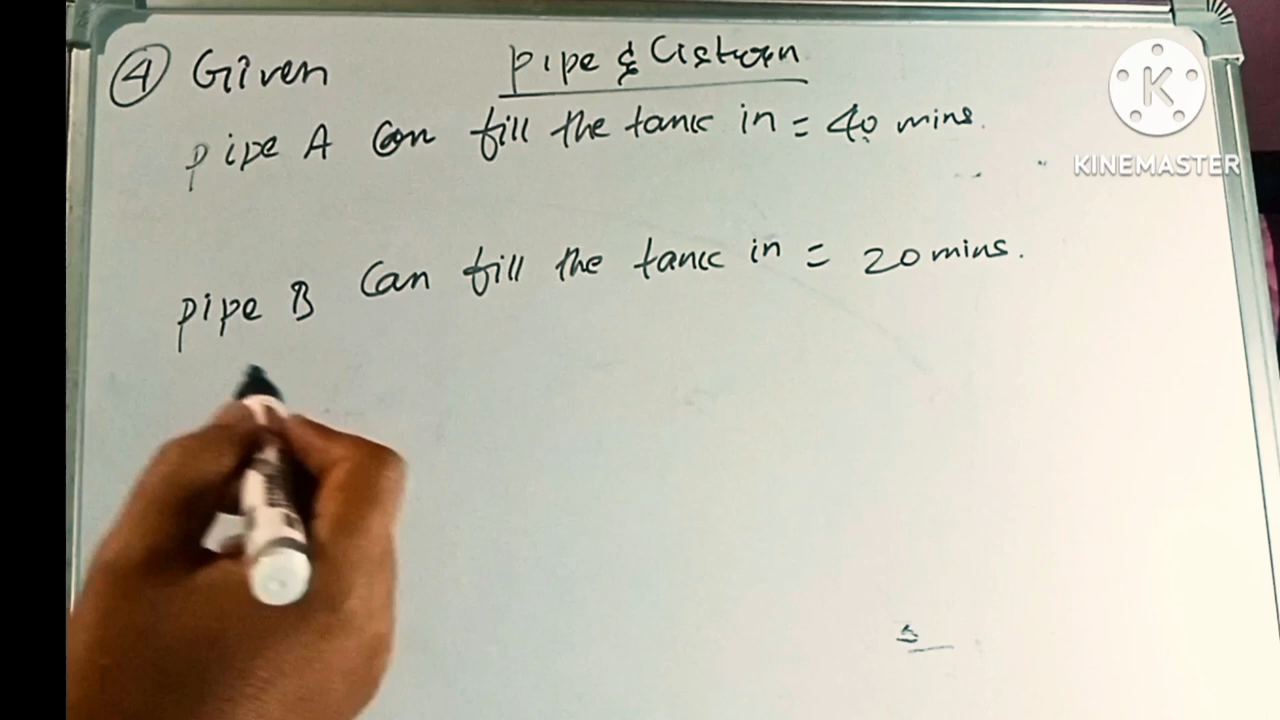 ④ Given
Pipe & Cistern
K
KINEMASTER
pipe A can fill the tank in = 40 mins.
pipe B can fill the tank in = 20 mins.